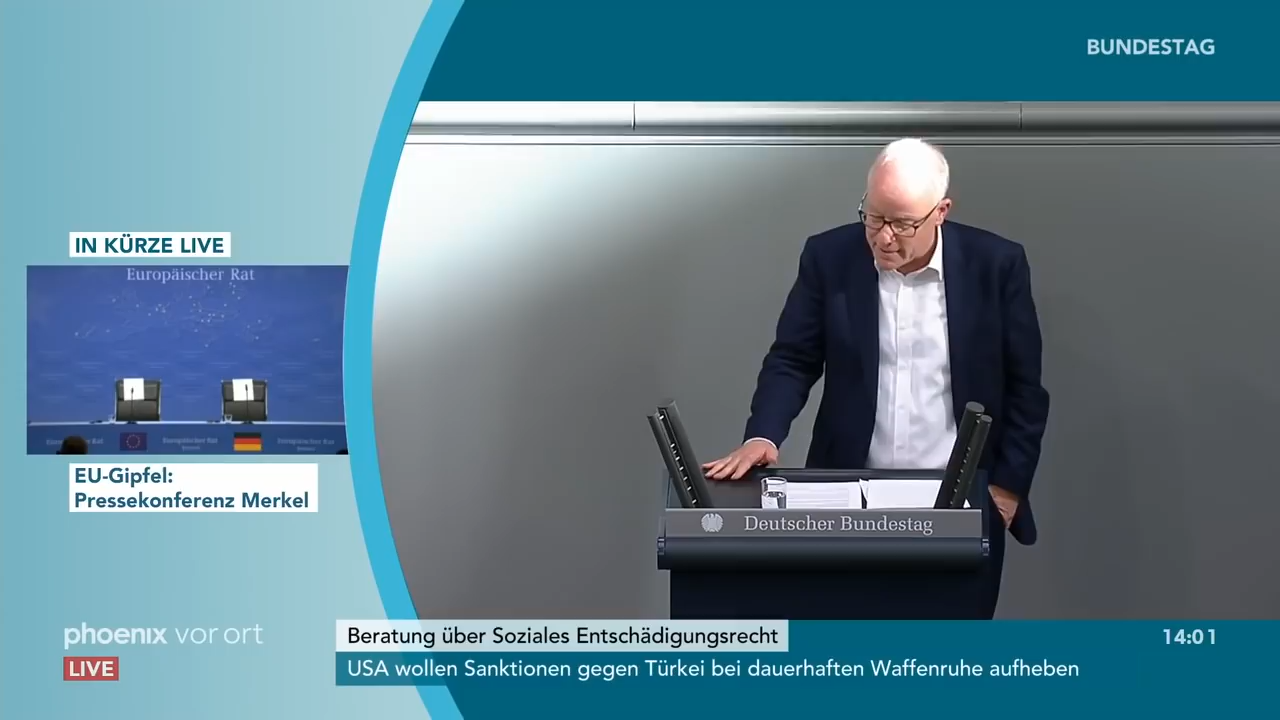 BUNDESTAG
IN KÜRZE LIVE
Europäischer Rat
Europäischer Rat
EU-Gipfel:
Pressekonferenz Merkel
Deutscher Bundestag
phoenix vor ort
LIVE
Beratung über Soziales Entschädigungsrecht
USA wollen Sanktionen gegen Türkei bei dauerhaften Waffenruhe aufheben
14:01